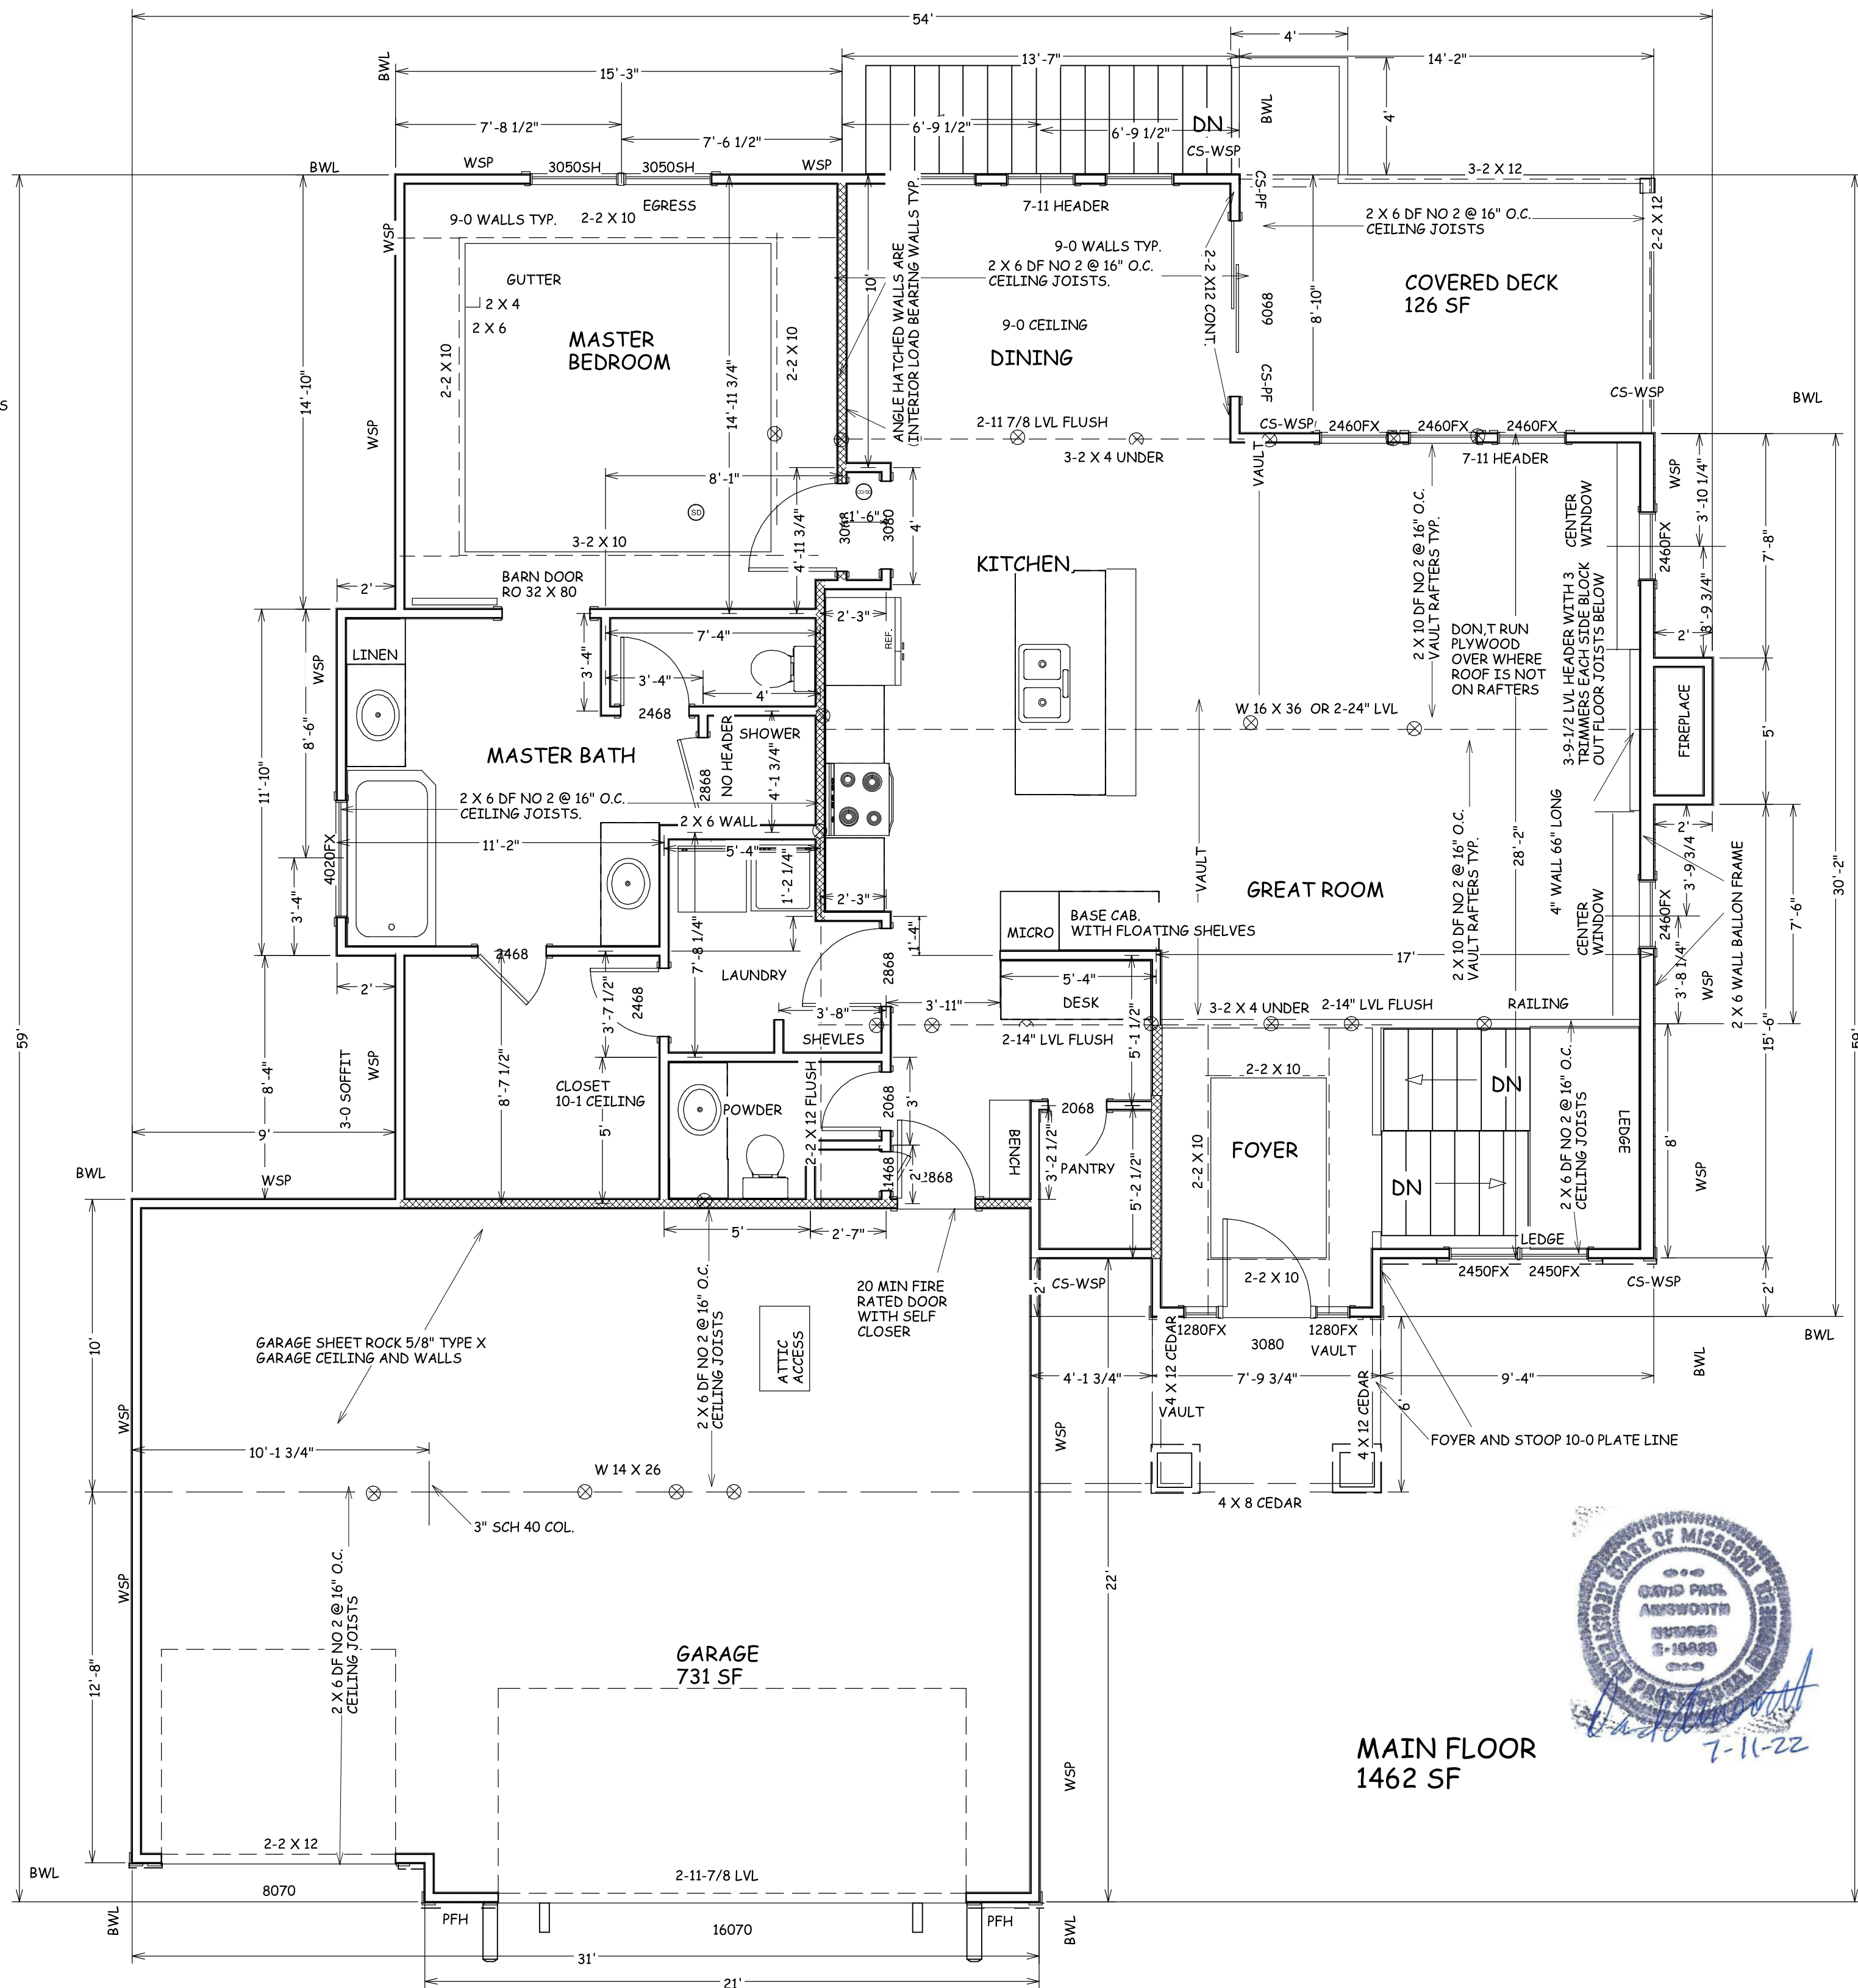 54'
4'
13'-7"
14'-2"
15'-3"
BWL
7'-8 1/2"
7'-6 1/2"
6'-9 1/2"
6'-9 1/2"
DN
BWL
4'
CS-WSP
BWL
WSP
3050SH
3050SH
WSP
3-2 X 12
EGRESS
9-0 WALLS TYP.
2-2 X 10
WSP
7-11 HEADER
CS-PF
2 X 6 DF NO 2 @ 16" O.C.
CEILING JOISTS
2-2 X 12
GUTTER
2 X 4
2 X 6
MASTER
BEDROOM
2-2 X 10
2-2 X 10
14'-11 3/4"
10'
ANGLE HATCHED WALLS ARE
(INTERIOR LOAD BEARING WALLS TYP.
9-0 WALLS TYP.
2 X 6 DF NO 2 @ 16" O.C.
CEILING JOISTS.
9-0 CEILING
DINING
2-2 X12 CONT.
8068
8'-10"
COVERED DECK
126 SF
CS-PF
CS-WSP
BWL
S
14'-10"
WSP
2-11 7/8 LVL FLUSH
3-2 X 4 UNDER
CS-WSP
2460FX
2460FX
2460FX
7-11 HEADER
VAULT
WSP
3'-10 1/4"
7'-8"
8'-1"
SD
CO/SD
1'-6"
3068
3080
4'
4'-11 3/4"
3-2 X 10
BARN DOOR
RO 32 X 80
KITCHEN
2 X 10 DF NO 2 @ 16" O.C.
VAULT RAFTERS TYP.
CENTER
WINDOW
2460FX
3'-9 3/4"
2'
2'
LINEN
7'-4"
3'-4"
3'-4"
4'
2468
2'-3"
REF.
DON,T RUN
PLYWOOD
OVER WHERE
ROOF IS NOT
ON RAFTERS
3-9-1/2 LVL HEADER WITH 3
TRIMMERS EACH SIDE BLOCK
OUT FLOOR JOISTS BELOW
FIREPLACE
5'
WSP
8'-6"
11'-10"
MASTER BATH
NO HEADER
SHOWER
2868
4'-1 3/4"
W 16 X 36 OR 2-24" LVL
2 X 6 DF NO 2 @ 16" O.C.
CEILING JOISTS.
2 X 6 WALL
11'-2"
5'-4"
4020FX
3'-4"
1'-2 1/4"
2'-3"
VAULT
GREAT ROOM
2 X 10 DF NO 2 @ 16" O.C.
VAULT RAFTERS TYP.
28'-2"
4" WALL 66" LONG
CENTER
WINDOW
2'
3'-9 3/4"
2460FX
7'-6"
30'-2"
2 X 6 WALL BALLON FRAME
MICRO
BASE CAB.
WITH FLOATING SHELVES
1'-4"
2468
7'-8 1/4"
LAUNDRY
2868
17'
3'-8 1/4"
WSP
2'
3'-7 1/2"
2468
3'-8"
3'-11"
5'-4"
DESK
3-2 X 4 UNDER
2-14" LVL FLUSH
RAILING
SHEVLES
2-14" LVL FLUSH
5'-1 1/2"
15'-6"
59'
59'
3-0 SOFFIT
WSP
8'-4"
8'-7 1/2"
CLOSET
10-1 CEILING
5'
POWDER
2-2 X 12 FLUSH
2068
3'
2068
2-2 X 10
DN
2 X 6 DF NO 2 @ 16" O.C.
CEILING JOISTS
LEDGE
8'
9'
BENCH
3'-2 1/2"
PANTRY
5'-2 1/2"
2-2 X 10
FOYER
DN
WSP
BWL
WSP
1468
2'
2868
5'
2'-7"
LEDGE
2450FX
2450FX
CS-WSP
2'
2'
CS-WSP
2-2 X 10
1280FX
3080
1280FX
VAULT
BWL
BWL
20 MIN FIRE
RATED DOOR
WITH SELF
CLOSER
2 X 6 DF NO 2 @ 16" O.C.
CEILING JOISTS
ATTIC
ACCESS
GARAGE SHEET ROCK 5/8" TYPE X
GARAGE CEILING AND WALLS
10'
WSP
4'-1 3/4"
4 X 12 CEDAR
7'-9 3/4"
9'-4"
VAULT
4 X 12 CEDAR
6'
WSP
FOYER AND STOOP 10-0 PLATE LINE
10'-1 3/4"
W 14 X 26
4 X 8 CEDAR
3" SCH 40 COL.
WSP
2 X 6 DF NO 2 @ 16" O.C.
CEILING JOISTS
22'
12'-8"
GARAGE
731 SF
STATE OF MISSOURI
DAVID PAUL
AINSWORTH
NUMBER
REGISTERED PROFESSIONAL ENGINEER
7-11-22
MAIN FLOOR
1462 SF
WSP
2-2 X 12
2-11-7/8 LVL
BWL
8070
BWL
PFH
16070
PFH
BWL
31'
21'